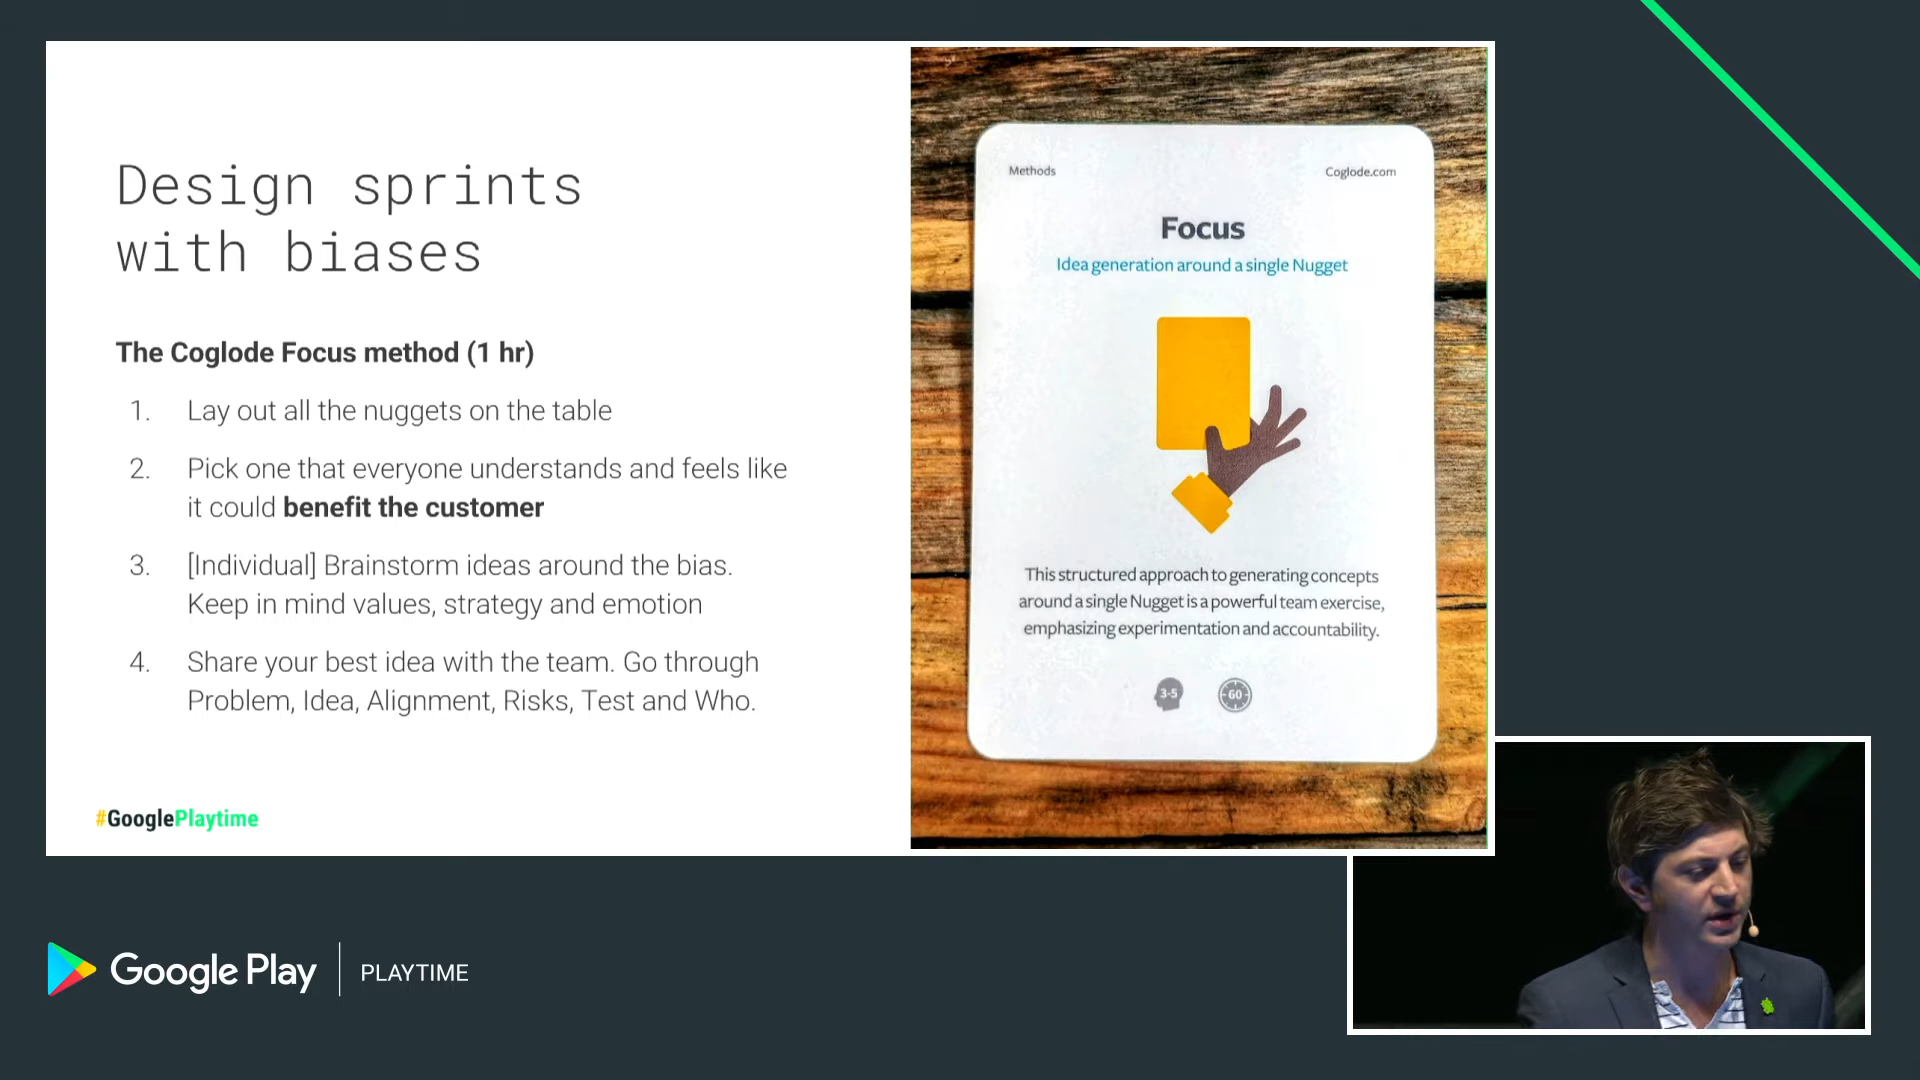 Design sprints
with biases
The Coglode Focus method (1 hr)
1. Lay out all the nuggets on the table
2. Pick one that everyone understands and feels like
it could benefit the customer
3. [Individual] Brainstorm ideas around the bias.
Keep in mind values, strategy and emotion
4. Share your best idea with the team. Go through
Problem, Idea, Alignment, Risks, Test and Who.
#GooglePlaytime
Methods
Coglode.com
Focus
Idea generation around a single Nugget
This structured approach to generating concepts
around a single Nugget is a powerful team exercise,
emphasizing experimentation and accountability.
3-5
60
Google Play
PLAYTIME